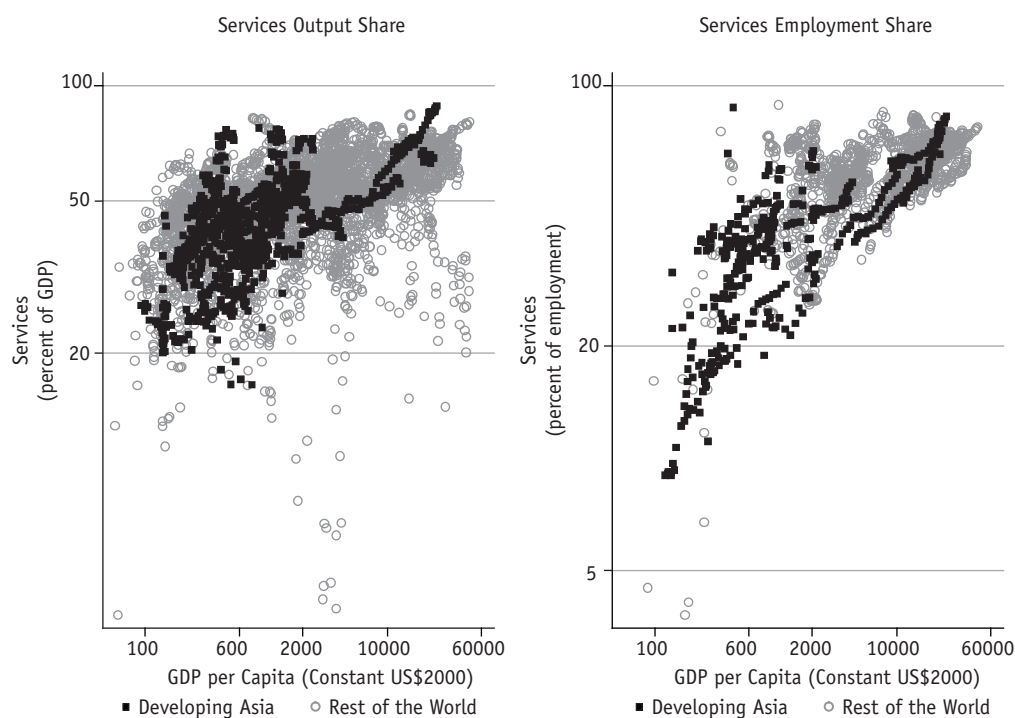 Services Output Share
100
50
20
Services
(percent of GDP)
100 600 2000 10000 60000
GDP per Capita (Constant US$2000)
Developing Asia Rest of the World
Services Employment Share
100
20
5
Services
(percent of employment)
100 600 2000 10000 60000
GDP per Capita (Constant US$2000)
Developing Asia Rest of the World